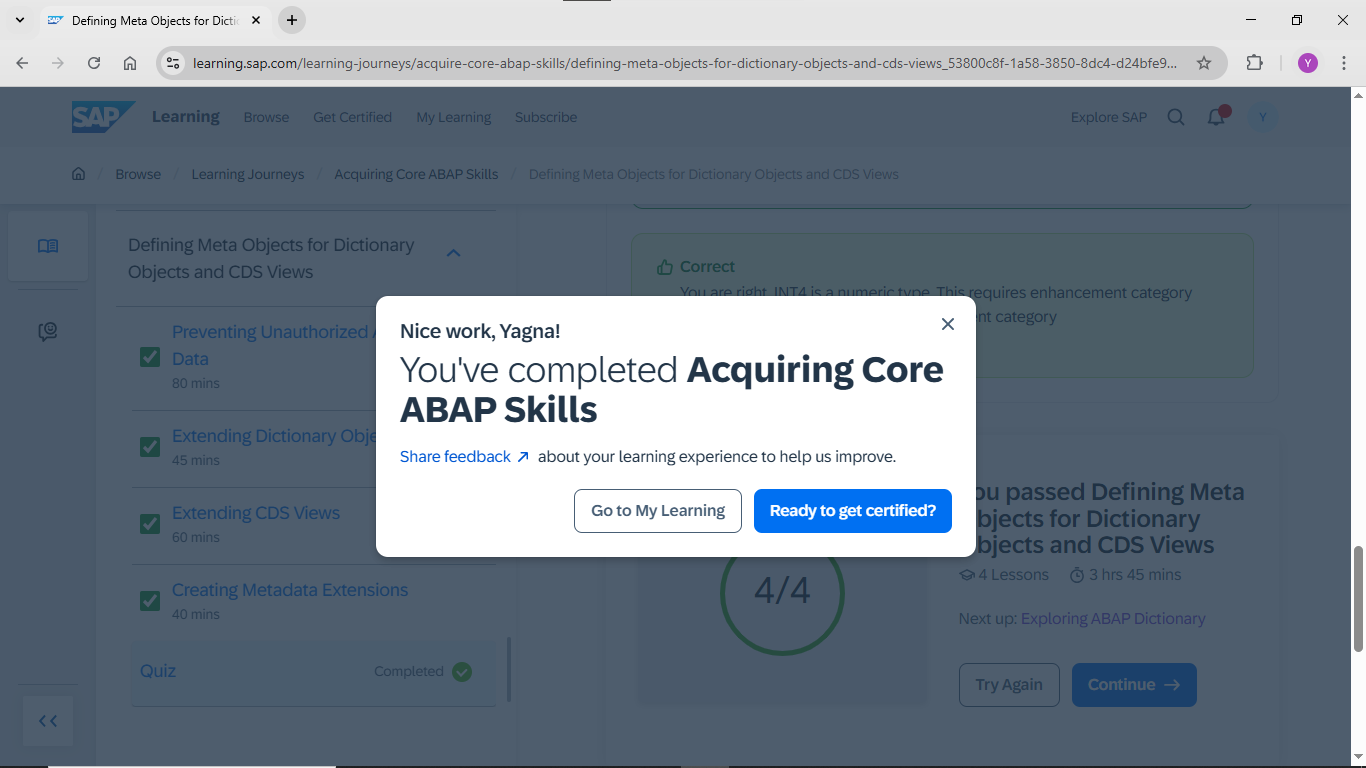 Defining Meta Objects for Dicti
learning.sap.com/learning-journeys/acquire-core-abap-skills/defining-meta-objects-for-dictionary-objects-and-cds-views_53800c8f-1a58-3850-8dc4-d24bfe9...
Y
SAP Learning Browse Get Certified My Learning Subscribe Explore SAP Y
Browse / Learning Journeys / Acquiring Core ABAP Skills / Defining Meta Objects for Dictionary Objects and CDS Views
Defining Meta Objects for Dictionary
Objects and CDS Views
Preventing Unauthorized
Data
80 mins
Extending Dictionary Obje
45 mins
Extending CDS Views
60 mins
Creating Metadata Extensions
40 mins
Quiz Completed
Correct
You are right. INT4 is a numeric type. This requires enhancement category
nt category
Nice work, Yagna!
You've completed Acquiring Core
ABAP Skills
Share feedback about your learning experience to help us improve.
Go to My Learning Ready to get certified?
4/4
ou passed Defining Meta
bjects for Dictionary
bjects and CDS Views
4 Lessons 3 hrs 45 mins
Next up: Exploring ABAP Dictionary
Try Again Continue